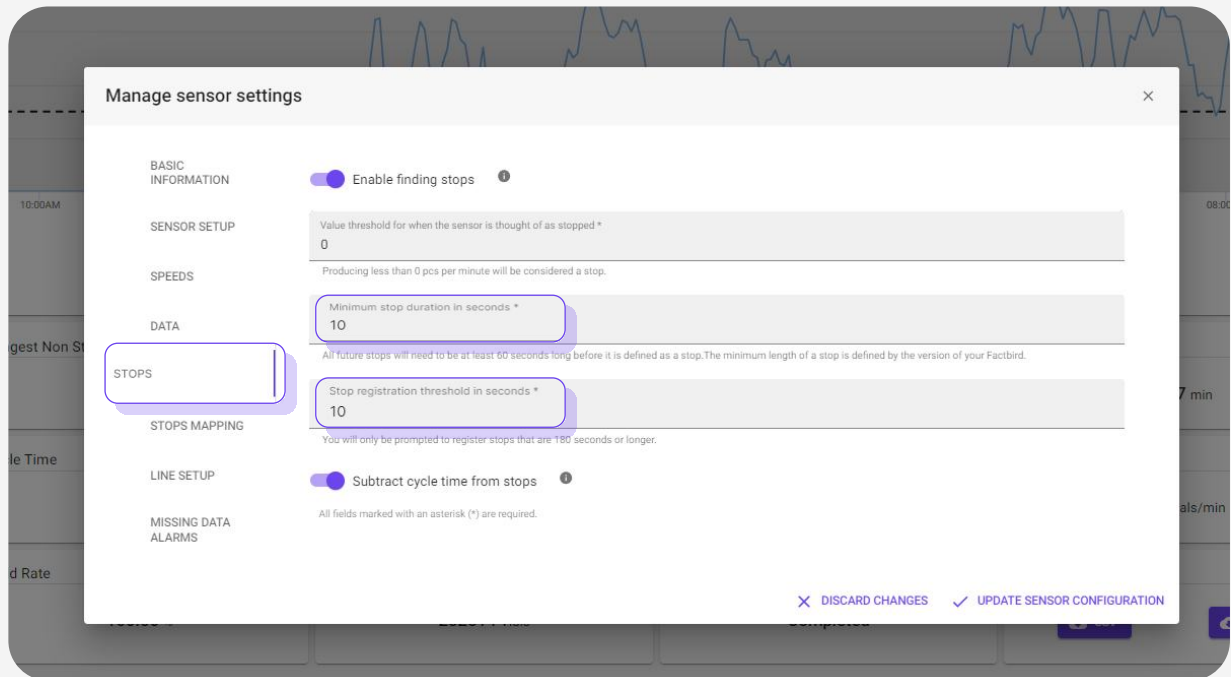 Manage sensor settings
BASIC
INFORMATION
Enable finding stops
10:00AM
08:00
SENSOR SETUP
Value threshold for when the sensor is thought of as stopped *
0
Producing less than 0 pcs per minute will be considered a stop.
SPEEDS
Minimum stop duration in seconds *
10
DATA
gest Non St
All future stops will need to be at least 60 seconds long before it is defined as a stop.The minimum length of a stop is defined by the version of your Factbird.
STOPS
Stop registration threshold in seconds *
10
7 min
STOPS MAPPING
You will only be prompted to register stops that are 180 seconds or longer.
le Time
LINE SETUP
Subtract cycle time from stops
als/min
All fields marked with an asterisk (*) are required.
MISSING DATA
ALARMS
d Rate
DISCARD CHANGES
UPDATE SENSOR CONFIGURATION